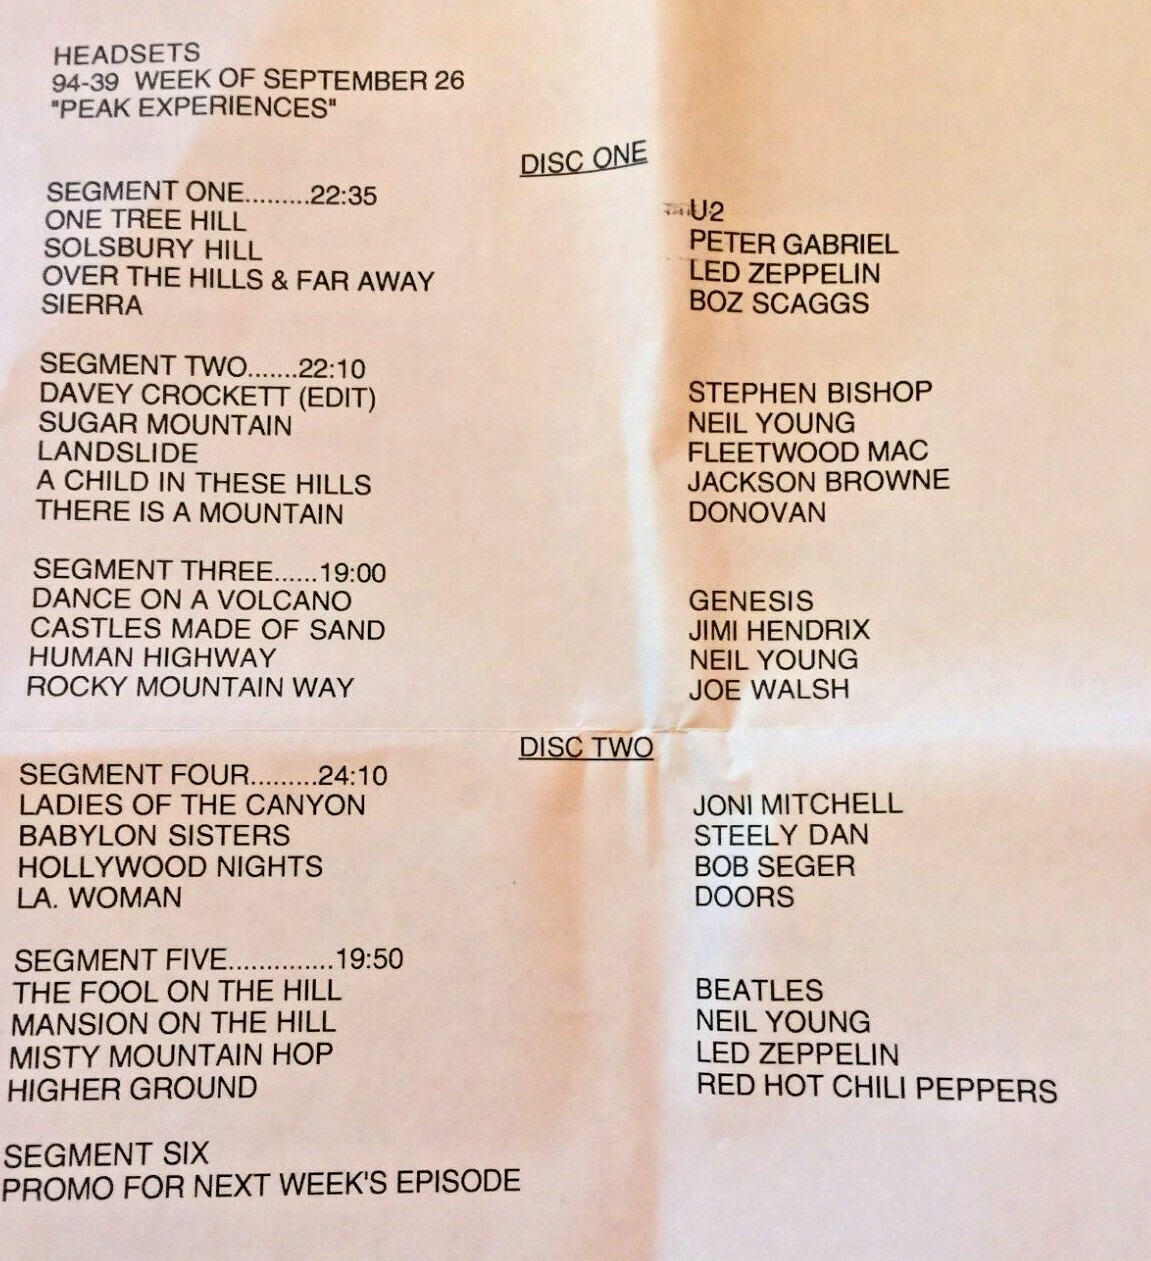 HEADSETS
94-39 WEEK OF SEPTEMBER 26
"PEAK EXPERIENCES"
DISC ONE
SEGMENT ONE.........22:35
ONE TREE HILL U2
SOLSBURY HILL PETER GABRIEL
OVER THE HILLS & FAR AWAY LED ZEPPELIN
SIERRA BOZ SCAGGS
SEGMENT TWO.......22:10
DAVEY CROCKETT (EDIT) STEPHEN BISHOP
SUGAR MOUNTAIN NEIL YOUNG
LANDSLIDE FLEETWOOD MAC
A CHILD IN THESE HILLS JACKSON BROWNE
THERE IS A MOUNTAIN DONOVAN
SEGMENT THREE......19:00
DANCE ON A VOLCANO GENESIS
CASTLES MADE OF SAND JIMI HENDRIX
HUMAN HIGHWAY NEIL YOUNG
ROCKY MOUNTAIN WAY JOE WALSH
DISC TWO
SEGMENT FOUR.........24:10
LADIES OF THE CANYON JONI MITCHELL
BABYLON SISTERS STEELY DAN
HOLLYWOOD NIGHTS BOB SEGER
LA. WOMAN DOORS
SEGMENT FIVE..............19:50
THE FOOL ON THE HILL BEATLES
MANSION ON THE HILL NEIL YOUNG
MISTY MOUNTAIN HOP LED ZEPPELIN
HIGHER GROUND RED HOT CHILI PEPPERS
SEGMENT SIX
PROMO FOR NEXT WEEK'S EPISODE